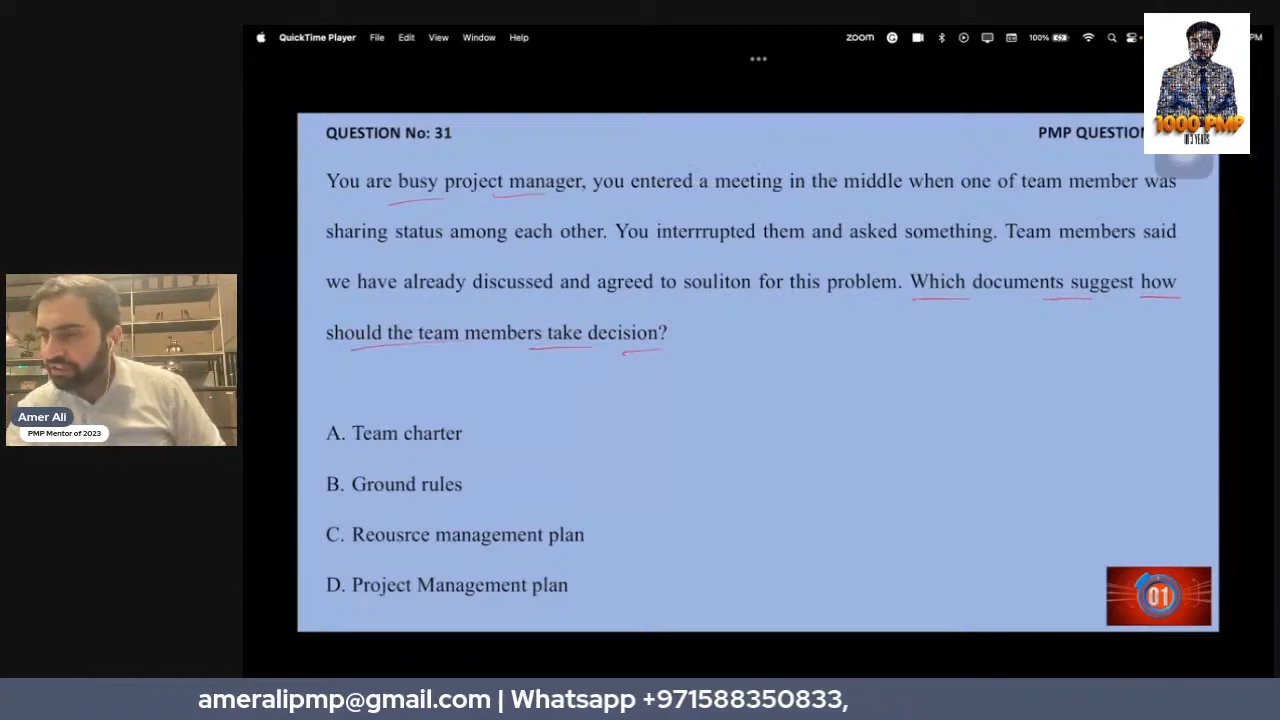 QuickTime Player File Edit View Window Help
zoom 100% PM
QUESTION No: 31
PMP QUESTION
1000 PMP
IN 3 YEARS
You are busy project manager, you entered a meeting in the middle when one of team member was
sharing status among each other. You interrrupted them and asked something. Team members said
we have already discussed and agreed to souliton for this problem. Which documents suggest how
should the team members take decision?
A. Team charter
B. Ground rules
C. Reousrce management plan
D. Project Management plan
01
Amer Ali
PMP Mentor of 2023
ameralipmp@gmail.com | Whatsapp +971588350833,